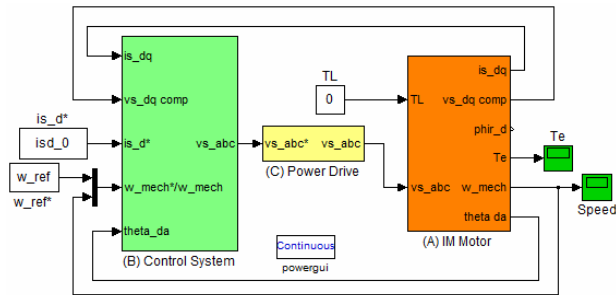 is_dq
vs_dq comp
is_d*
isd_0
is_d*
w_ref
w_ref*
w_mech*/w_mech
theta_da
vs_abc
(B) Control System
vs_abc*
vs_abc
(C) Power Drive
TL
0
TL
vs_abc
is_dq
vs_dq comp
phir_d
Te
w_mech
theta da
(A) IM Motor
Te
Speed
Continuous
powergui